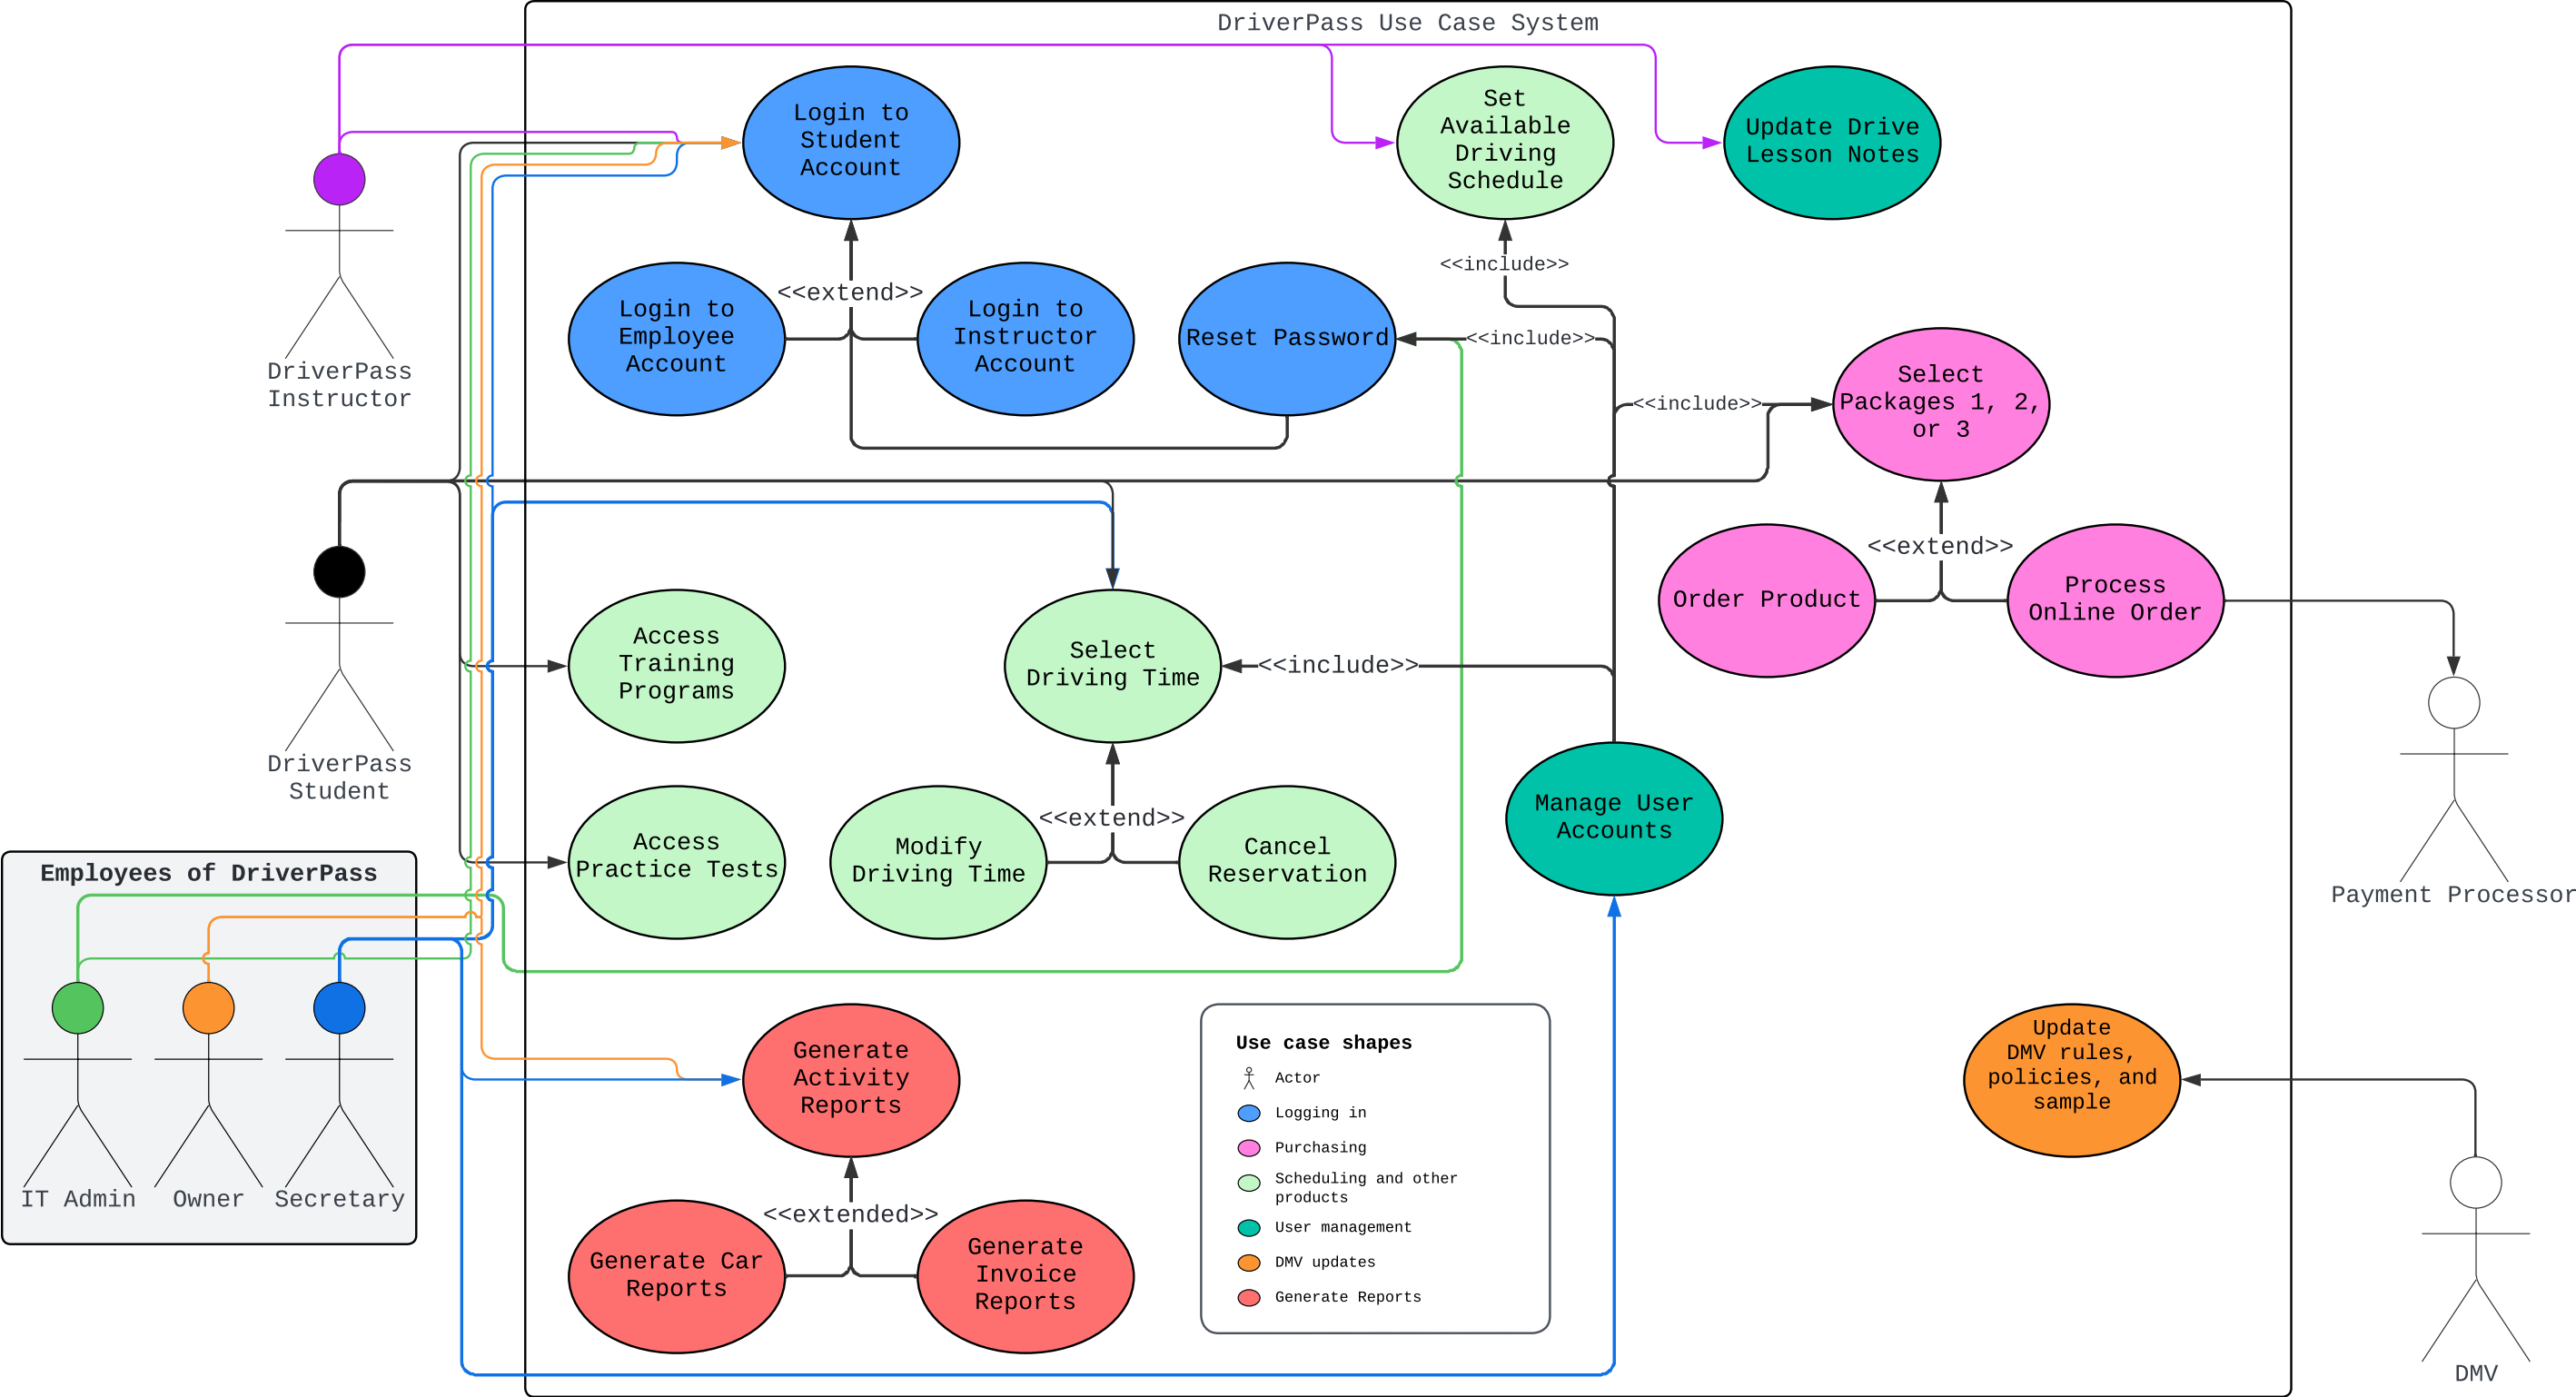 DriverPass Use Case System
Login to
Student
Account
Set
Available
Driving
Schedule
Update Drive
Lesson Notes
DriverPass
Instructor
<<extend>>
<<include>>
Login to
Employee
Account
Login to
Instructor
Account
Reset Password
<<include>>
Select
Packages 1, 2,
or 3
<<include>>
<<extend>>
Order Product
Process
Online Order
DriverPass
Student
Access
Training
Programs
Select
Driving Time
<<include>>
<<extend>>
Access
Practice Tests
Modify
Driving Time
Cancel
Reservation
Manage User
Accounts
Payment Processor
Employees of DriverPass
IT Admin
Owner
Secretary
Generate
Activity
Reports
<<extended>>
Generate Car
Reports
Generate
Invoice
Reports
Use case shapes
Actor
Logging in
Purchasing
Scheduling and other
products
User management
DMV updates
Generate Reports
Update
DMV rules,
policies, and
sample
DMV